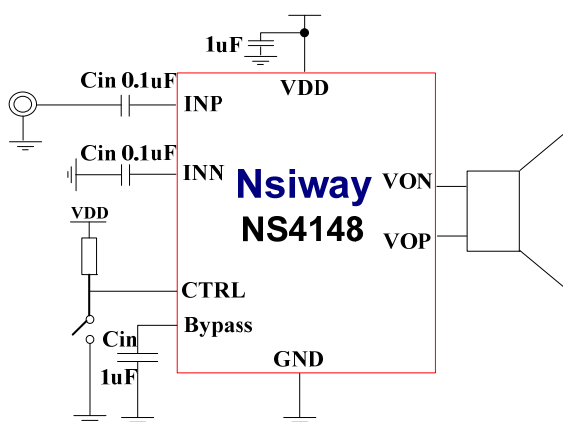 1uF
VDD
Cin 0.1uF
INP
Cin 0.1uF
INN
Nsiway
NS4148
VON
VOP
VDD
CTRL
Bypass
Cin
1uF
GND